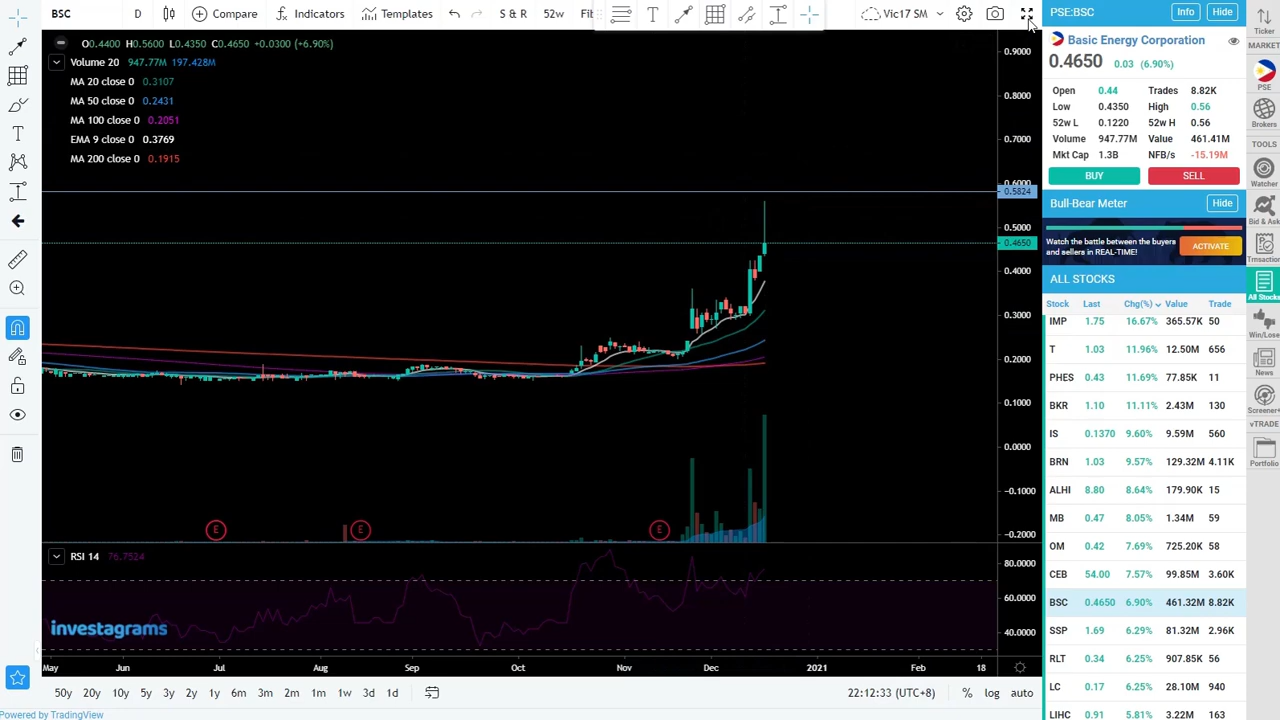 BSC D Compare Indicators Templates S & R 52w Fi Vic17 SM
O0.4400 H0.5600 L0.4350 C0.4650 +0.0300 (+6.90%)
Volume 20 947.77M 197.428M
MA 20 close 0 0.3107
MA 50 close 0 0.2431
MA 100 close 0 0.2051
EMA 9 close 0 0.3769
MA 200 close 0 0.1915
0.9000
0.8000
0.7000
0.6000
0.5824
0.5000
0.4650
0.4000
0.3000
0.2000
0.1000
0.0000
-0.1000
-0.2000
E E E
RSI 14 76.7524
80.0000
60.0000
40.0000
investagrams
May Jun Jul Aug Sep Oct Nov Dec 2021 Feb 18
50y 20y 10y 5y 3y 2y 1y 6m 3m 2m 1m 1w 3d 1d 22:12:33 (UTC+8) % log auto
Powered by TradingView
PSE:BSC Info Hide
Basic Energy Corporation
0.4650 0.03 (6.90%)
Open 0.44 Trades 8.82K
Low 0.4350 High 0.56
52w L 0.1220 52w H 0.56
Volume 947.77M Value 461.41M
Mkt Cap 1.3B NFB/s -15.19M
BUY SELL
Bull-Bear Meter Hide
Watch the battle between the buyers
and sellers in REAL-TIME!
ACTIVATE
ALL STOCKS
Stock Last Chg(%) Value Trade
IMP 1.75 16.67% 365.57K 50
T 1.03 11.96% 12.50M 656
PHES 0.43 11.69% 77.85K 11
BKR 1.10 11.11% 2.43M 130
IS 0.1370 9.60% 9.59M 560
BRN 1.03 9.57% 129.32M 4.11K
ALHI 8.80 8.64% 179.90K 15
MB 0.47 8.05% 1.34M 59
OM 0.42 7.69% 725.20K 58
CEB 54.00 7.57% 99.85M 3.60K
BSC 0.4650 6.90% 461.32M 8.82K
SSP 1.69 6.29% 81.32M 2.96K
RLT 0.34 6.25% 907.85K 56
LC 0.17 6.25% 28.10M 940
LIHC 0.91 5.81% 3.22M 163
Ticker
MARKET
PSE
Brokers
TOOLS
Watcher
Bid & Ask
Trnsaction
All Stocks
Win/Lose
News
Screener+
vTRADE
Portfolio